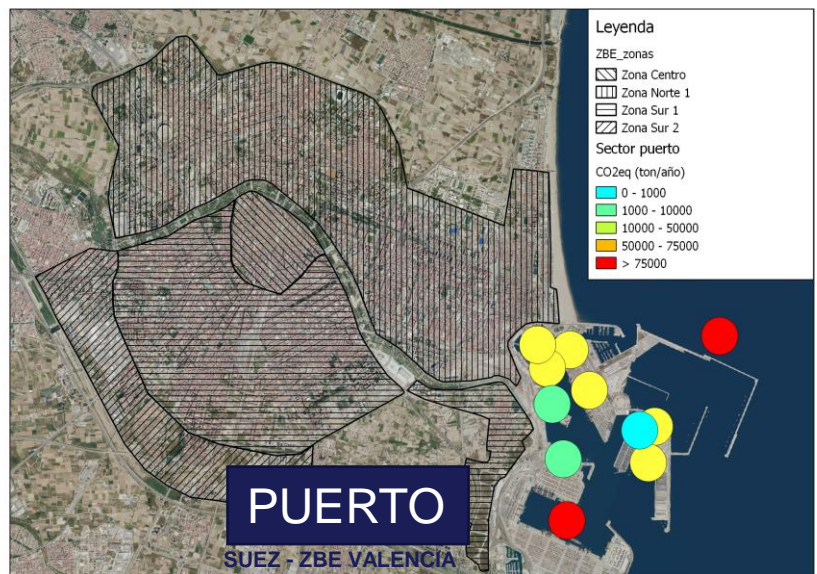 Leyenda
ZBE_zonas
Zona Centro
Zona Norte 1
Zona Sur 1
Zona Sur 2
Sector puerto
CO2eq (ton/año)
0 - 1000
1000 - 10000
10000 - 50000
50000 - 75000
> 75000
PUERTO
SUEZ - ZBE VALENCIA